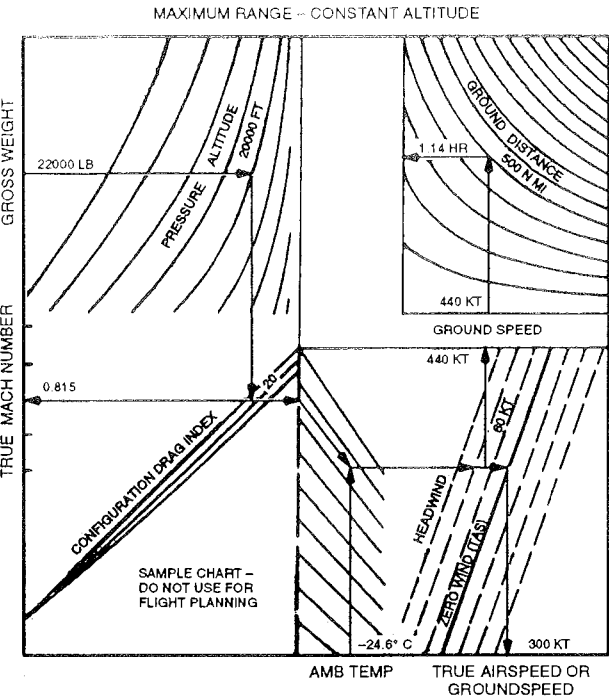 MAXIMUM RANGE – CONSTANT ALTITUDE
GROSS WEIGHT
22000 LB
PRESSURE ALTITUDE
20000 FT
GROUND DISTANCE
500 N MI
1.14 HR
440 KT
GROUND SPEED
TRUE MACH NUMBER
0.815
20
CONFIGURATION DRAG INDEX
SAMPLE CHART –
DO NOT USE FOR
FLIGHT PLANNING
440 KT
60 KT
HEADWIND
ZERO WIND (TAS)
–24.6° C
300 KT
AMB TEMP
TRUE AIRSPEED OR
GROUNDSPEED